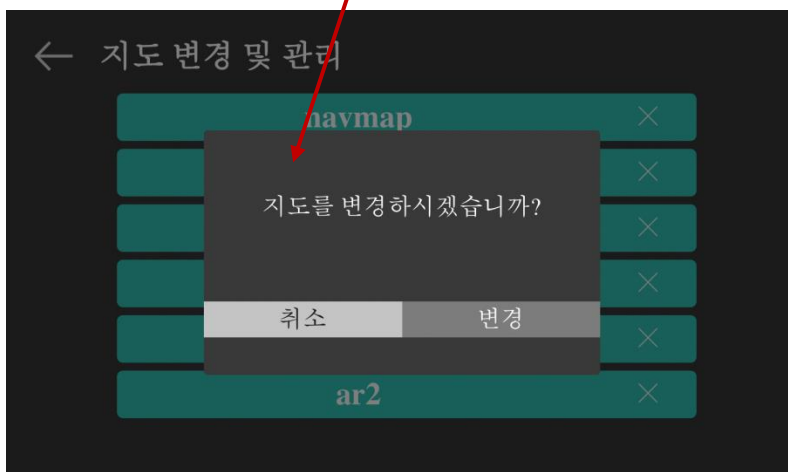 ← 지도 변경 및 관리
navmap ×
×
×
×
×
ar2 ×
지도를 변경하시겠습니까?
취소 변경